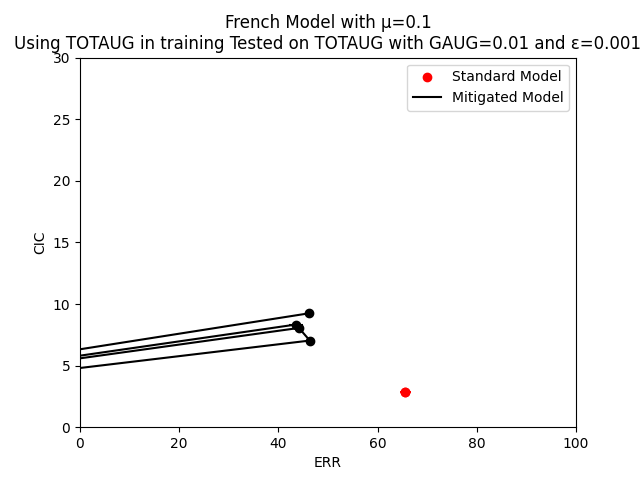 French Model with μ=0.1
Using TOTAUG in training Tested on TOTAUG with GAUG=0.01 and ε=0.001
Standard Model
Mitigated Model
30
25
20
15
10
5
0
CIC
0 20 40 60 80 100
ERR